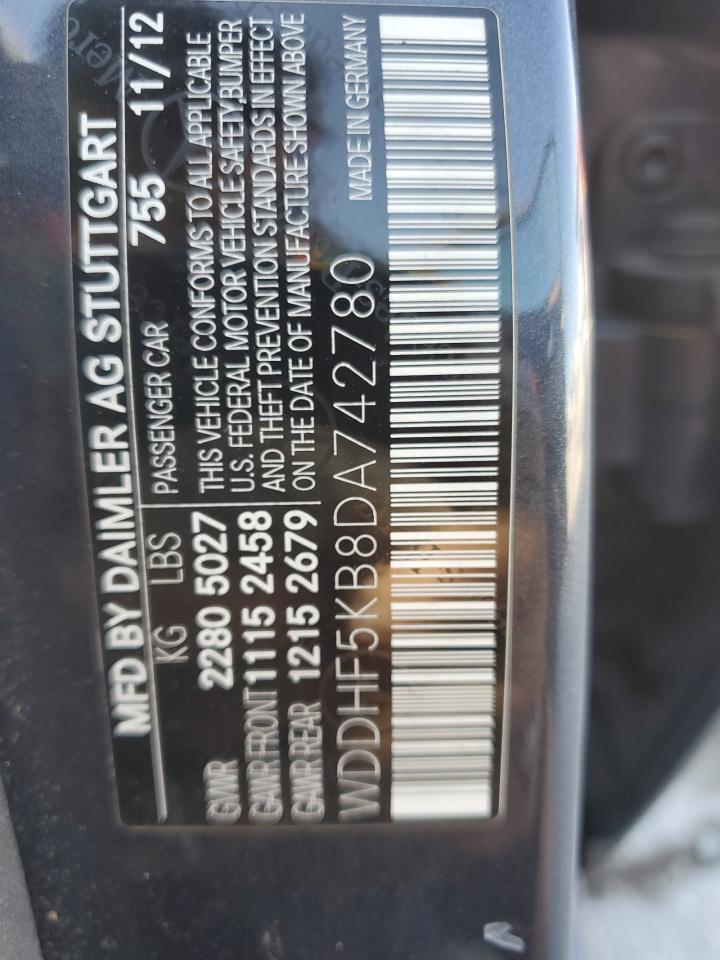 MFD BY DAIMLER AG STUTTGART
755 11/12
KG LBS PASSENGER CAR
GVWR 2280 5027
GAWR FRONT 1115 2458
GAWR REAR 1215 2679
THIS VEHICLE CONFORMS TO ALL APPLICABLE
U.S. FEDERAL MOTOR VEHICLE SAFETY,BUMPER
AND THEFT PREVENTION STANDARDS IN EFFECT
ON THE DATE OF MANUFACTURE SHOWN ABOVE
WDDHF5KB8DA742780 MADE IN GERMANY